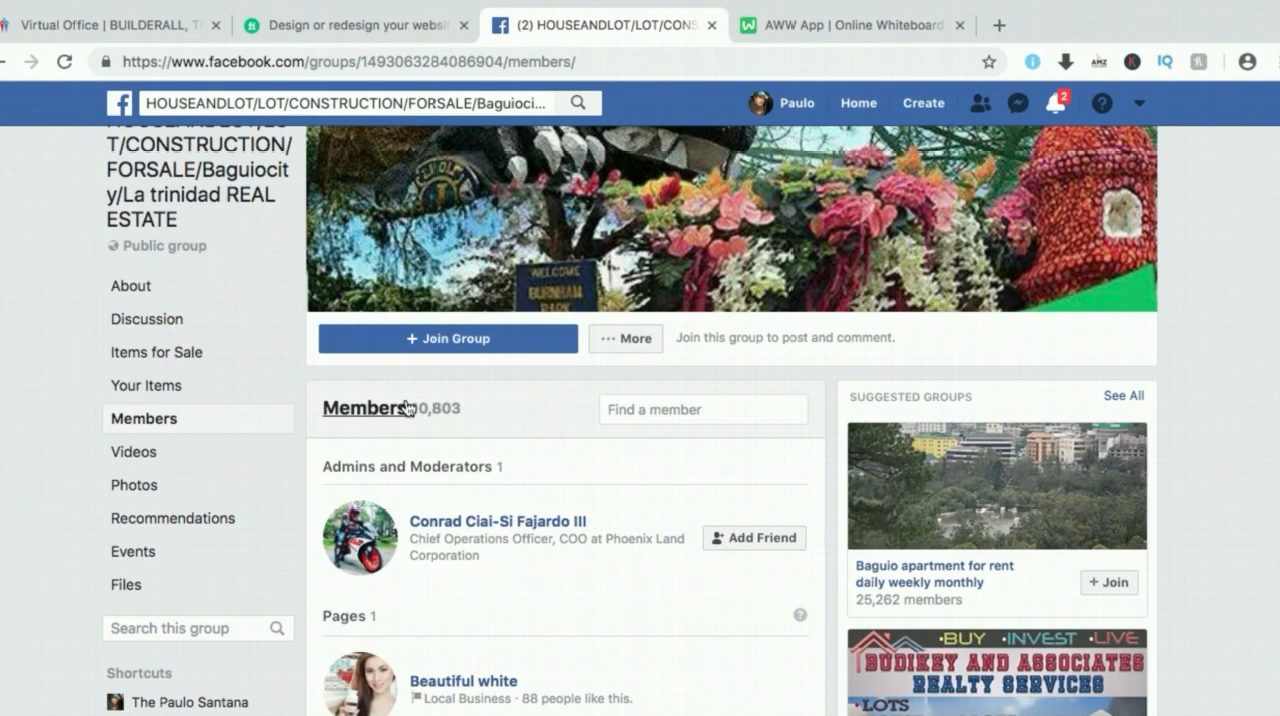 Virtual Office | BUILDERALL, T
Design or redesign your websi
(2) HOUSEANDLOT/LOT/CONS
AWW App | Online Whiteboard
https://www.facebook.com/groups/1493063284086904/members/
AMZ
K
IQ
h
HOUSEANDLOT/LOT/CONSTRUCTION/FORSALE/Baguioci...
Paulo
Home
Create
2
T/CONSTRUCTION/
FORSALE/Baguiocit
y/La trinidad REAL
ESTATE
Public group
About
Discussion
Items for Sale
Your Items
Members
Videos
Photos
Recommendations
Events
Files
Search this group
Shortcuts
The Paulo Santana
WELCOME
BURNHAM
PARK
+ Join Group
More
Join this group to post and comment.
Members 0,803
Find a member
Admins and Moderators 1
Conrad Ciai-Si Fajardo III
Chief Operations Officer, COO at Phoenix Land
Corporation
Add Friend
Pages 1
Beautiful white
Local Business · 88 people like this.
SUGGESTED GROUPS
See All
Baguio apartment for rent
daily weekly monthly
25,262 members
+ Join
•BUY •INVEST •LIVE
BUDIKEY AND ASSOCIATES
REALTY SERVICES
•LOTS